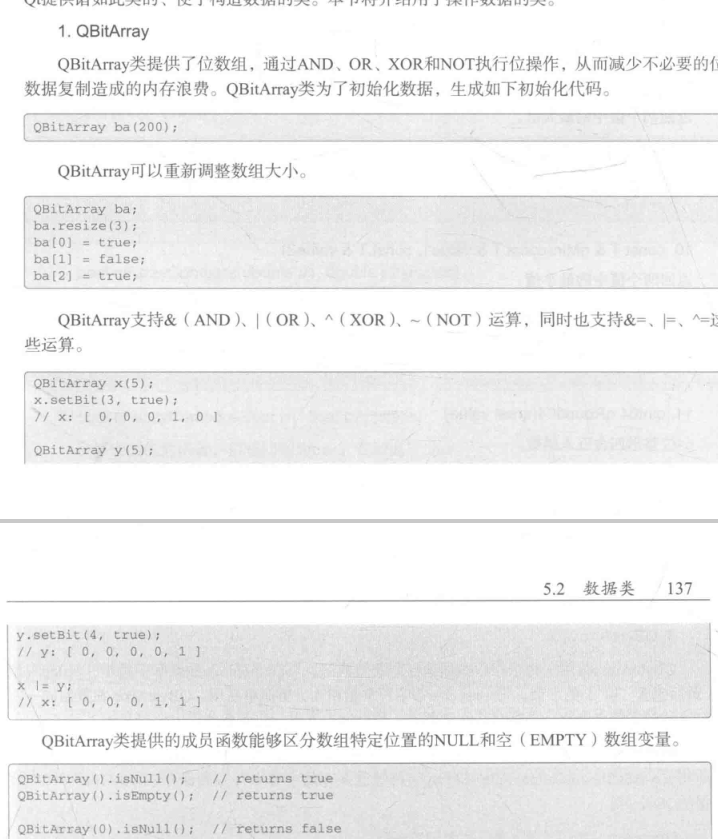 Qt提供诸如此类的、便于构造数据的类。本节将介绍用于操作数据的类。
1. QBitArray
QBitArray类提供了位数组，通过AND、OR、XOR和NOT执行位操作，从而减少不必要的位
数据复制造成的内存浪费。QBitArray类为了初始化数据，生成如下初始化代码。
QBitArray ba(200);
QBitArray可以重新调整数组大小。
QBitArray ba;
ba.resize(3);
ba[0] = true;
ba[1] = false;
ba[2] = true;
QBitArray支持&（AND）、|（OR）、^（XOR）、~（NOT）运算，同时也支持&=、|=、^=这
些运算。
QBitArray x(5);
x.setBit(3, true);
// x: [ 0, 0, 0, 1, 0 ]
QBitArray y(5);
5.2 数据类 137
y.setBit(4, true);
// y: [ 0, 0, 0, 0, 1 ]
x |= y;
// x: [ 0, 0, 0, 1, 1 ]
QBitArray类提供的成员函数能够区分数组特定位置的NULL和空（EMPTY）数组变量。
QBitArray().isNull(); // returns true
QBitArray().isEmpty(); // returns true
QBitArray(0).isNull(); // returns false